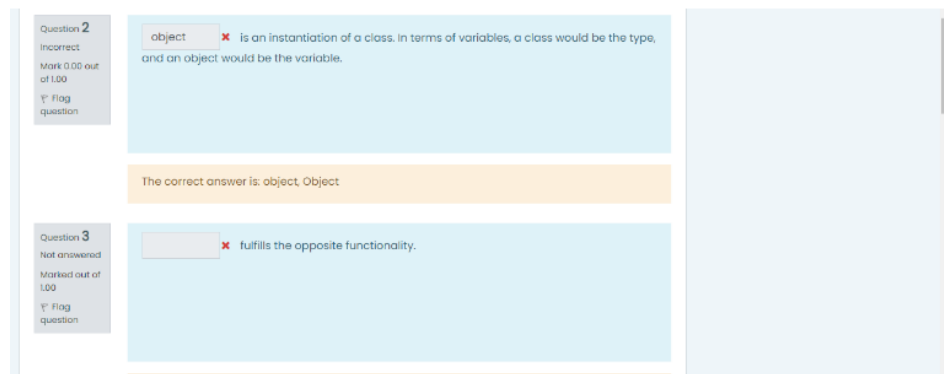 Question 2
Incorrect
Mark 0.00 out
of 1.00
Flag
question
object is an instantiation of a class. In terms of variables, a class would be the type,
and an object would be the variable.
The correct answer is: object, Object
Question 3
Not answered
Marked out of
1.00
Flag
question
fulfills the opposite functionality.